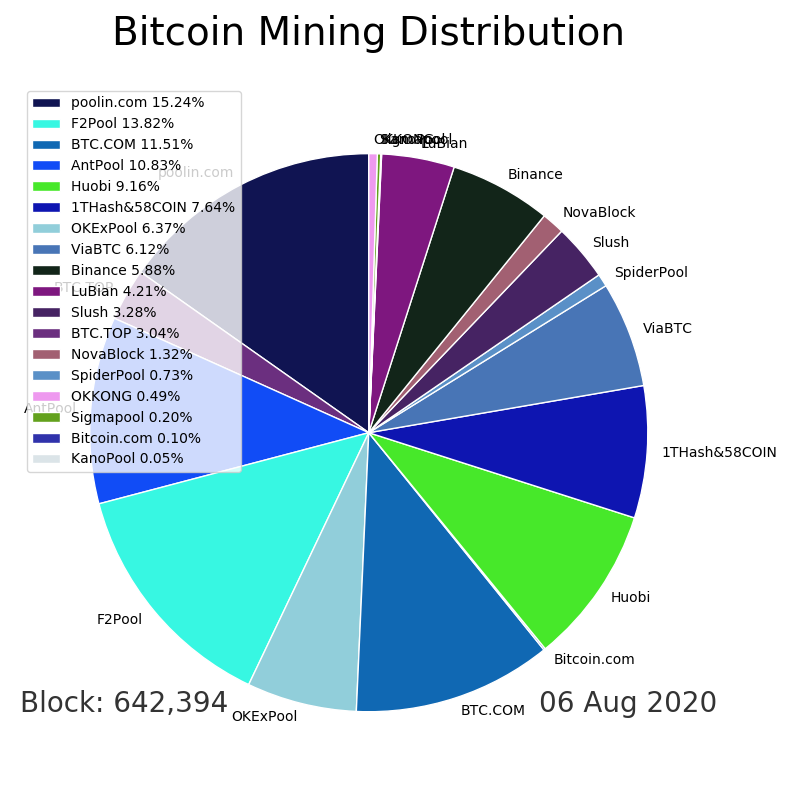 Bitcoin Mining Distribution
poolin.com 15.24%
F2Pool 13.82%
BTC.COM 11.51%
AntPool 10.83%
Huobi 9.16%
1THash&58COIN 7.64%
OKExPool 6.37%
ViaBTC 6.12%
Binance 5.88%
LuBian 4.21%
Slush 3.28%
BTC.TOP 3.04%
NovaBlock 1.32%
SpiderPool 0.73%
OKKONG 0.49%
Sigmapool 0.20%
Bitcoin.com 0.10%
KanoPool 0.05%
LuBian
Binance
NovaBlock
Slush
SpiderPool
ViaBTC
1THash&58COIN
Huobi
Bitcoin.com
BTC.COM
OKExPool
F2Pool
AntPool
BTC.TOP
poolin.com
Block: 642,394
06 Aug 2020